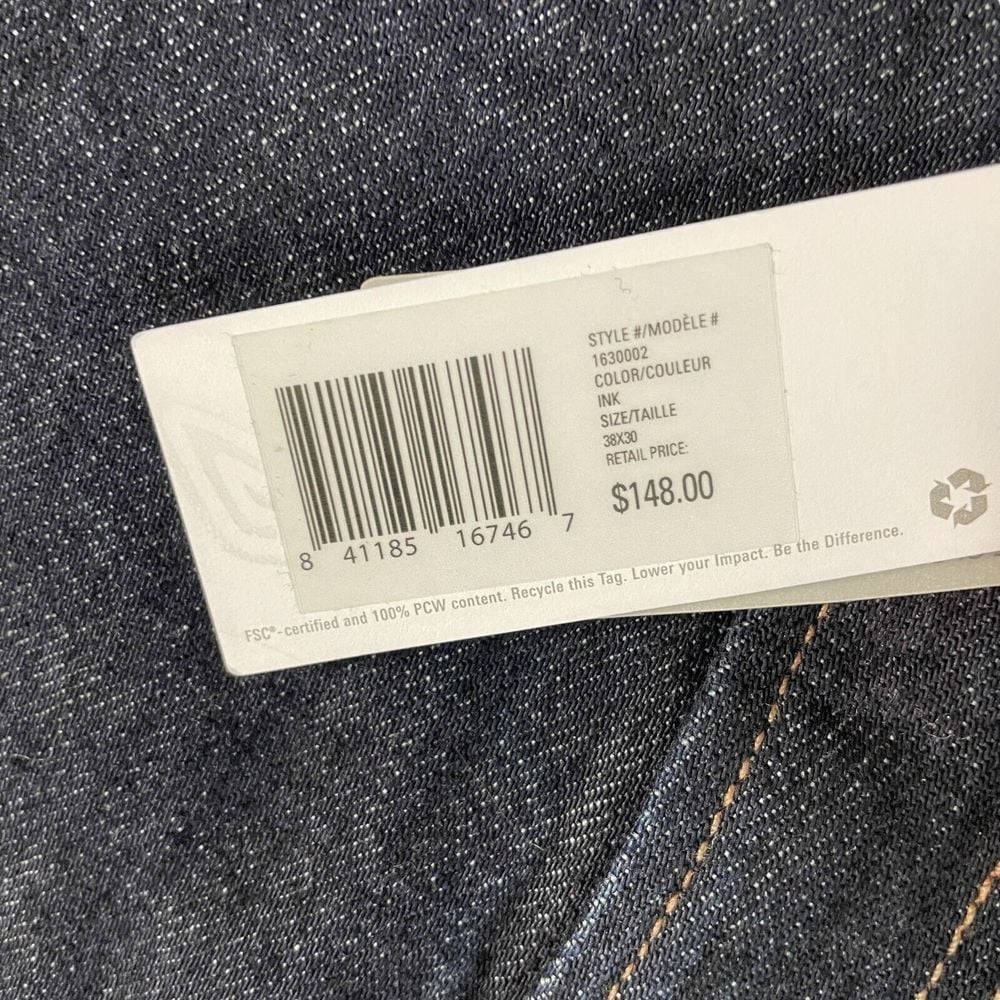 STYLE #/MODÈLE #
1630002
COLOR/COULEUR
INK
SIZE/TAILLE
38X30
RETAIL PRICE:
$148.00
8 41185 16746 7
FSC®-certified and 100% PCW content. Recycle this Tag. Lower your Impact. Be the Difference.